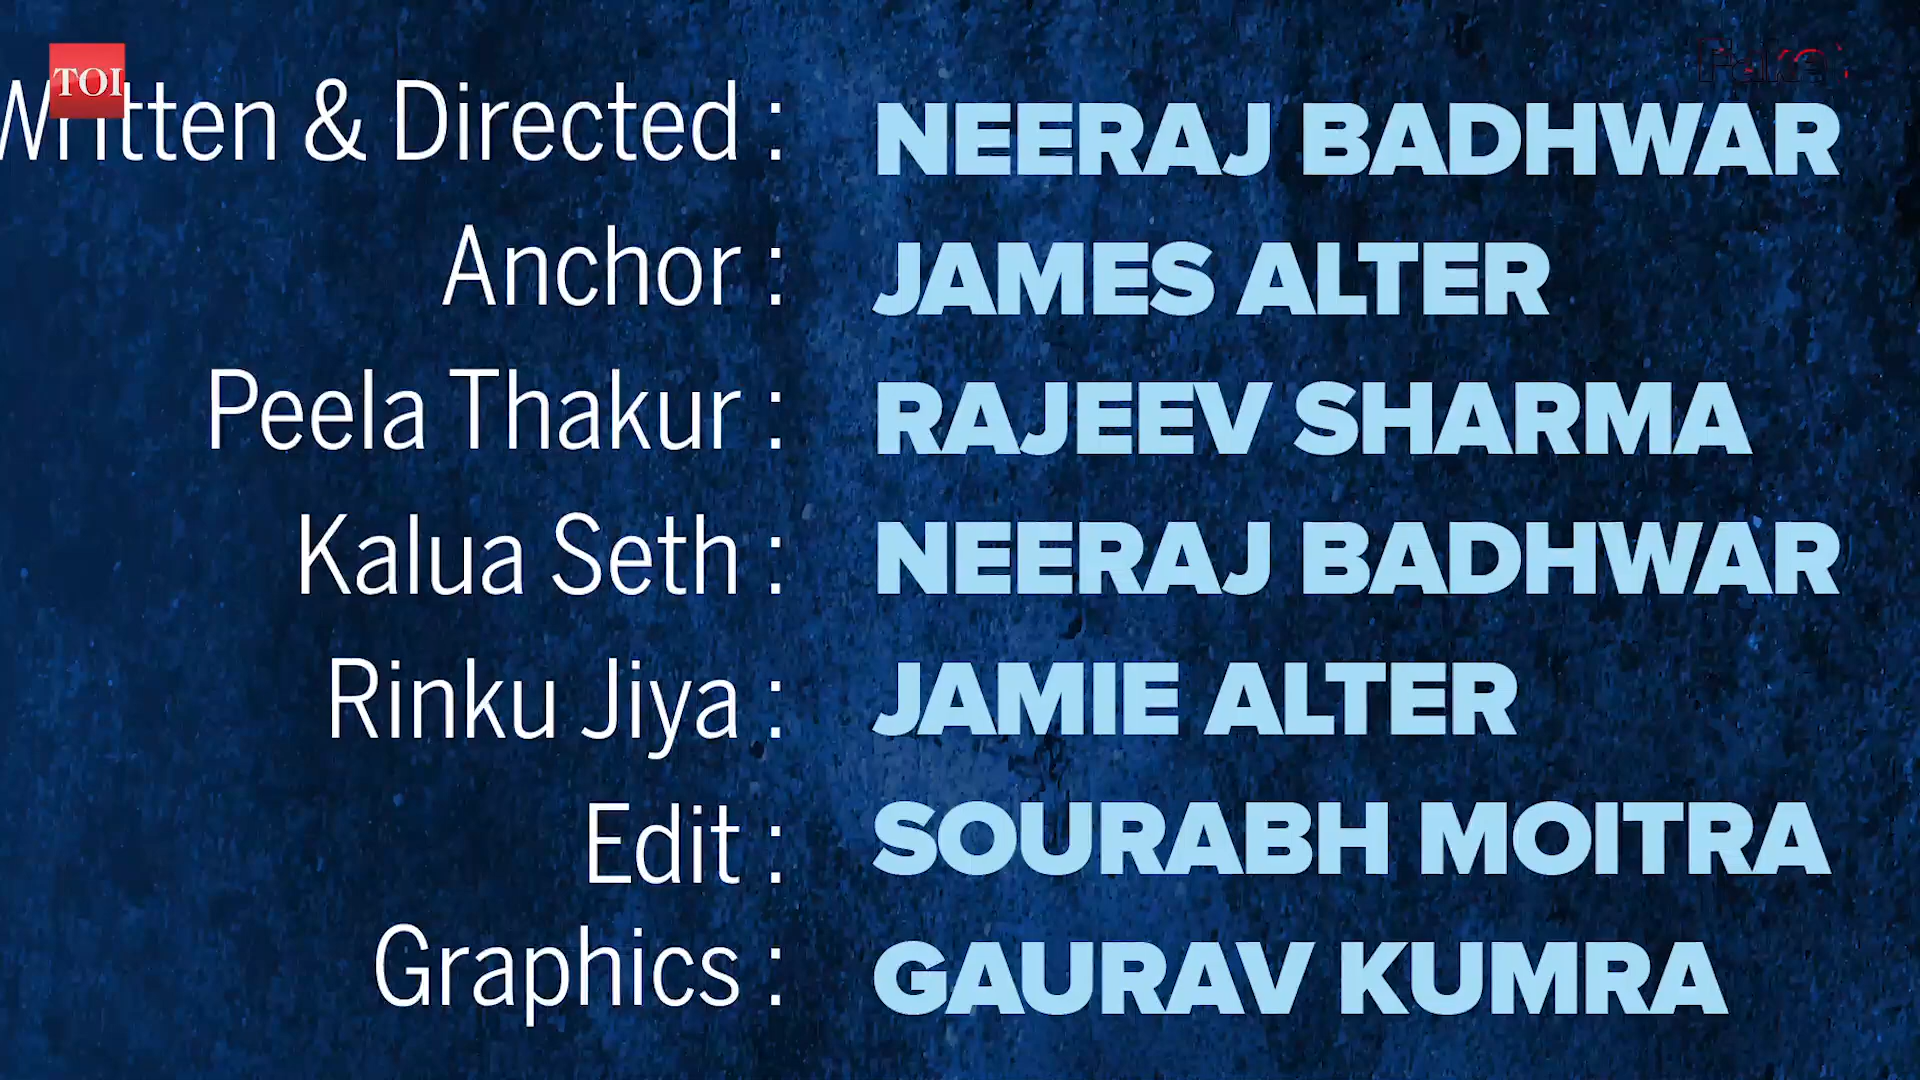 TOI
Fake
Written & Directed : NEERAJ BADHWAR
Anchor : JAMES ALTER
Peela Thakur : RAJEEV SHARMA
Kalua Seth : NEERAJ BADHWAR
Rinku Jiya : JAMIE ALTER
Edit : SOURABH MOITRA
Graphics : GAURAV KUMRA